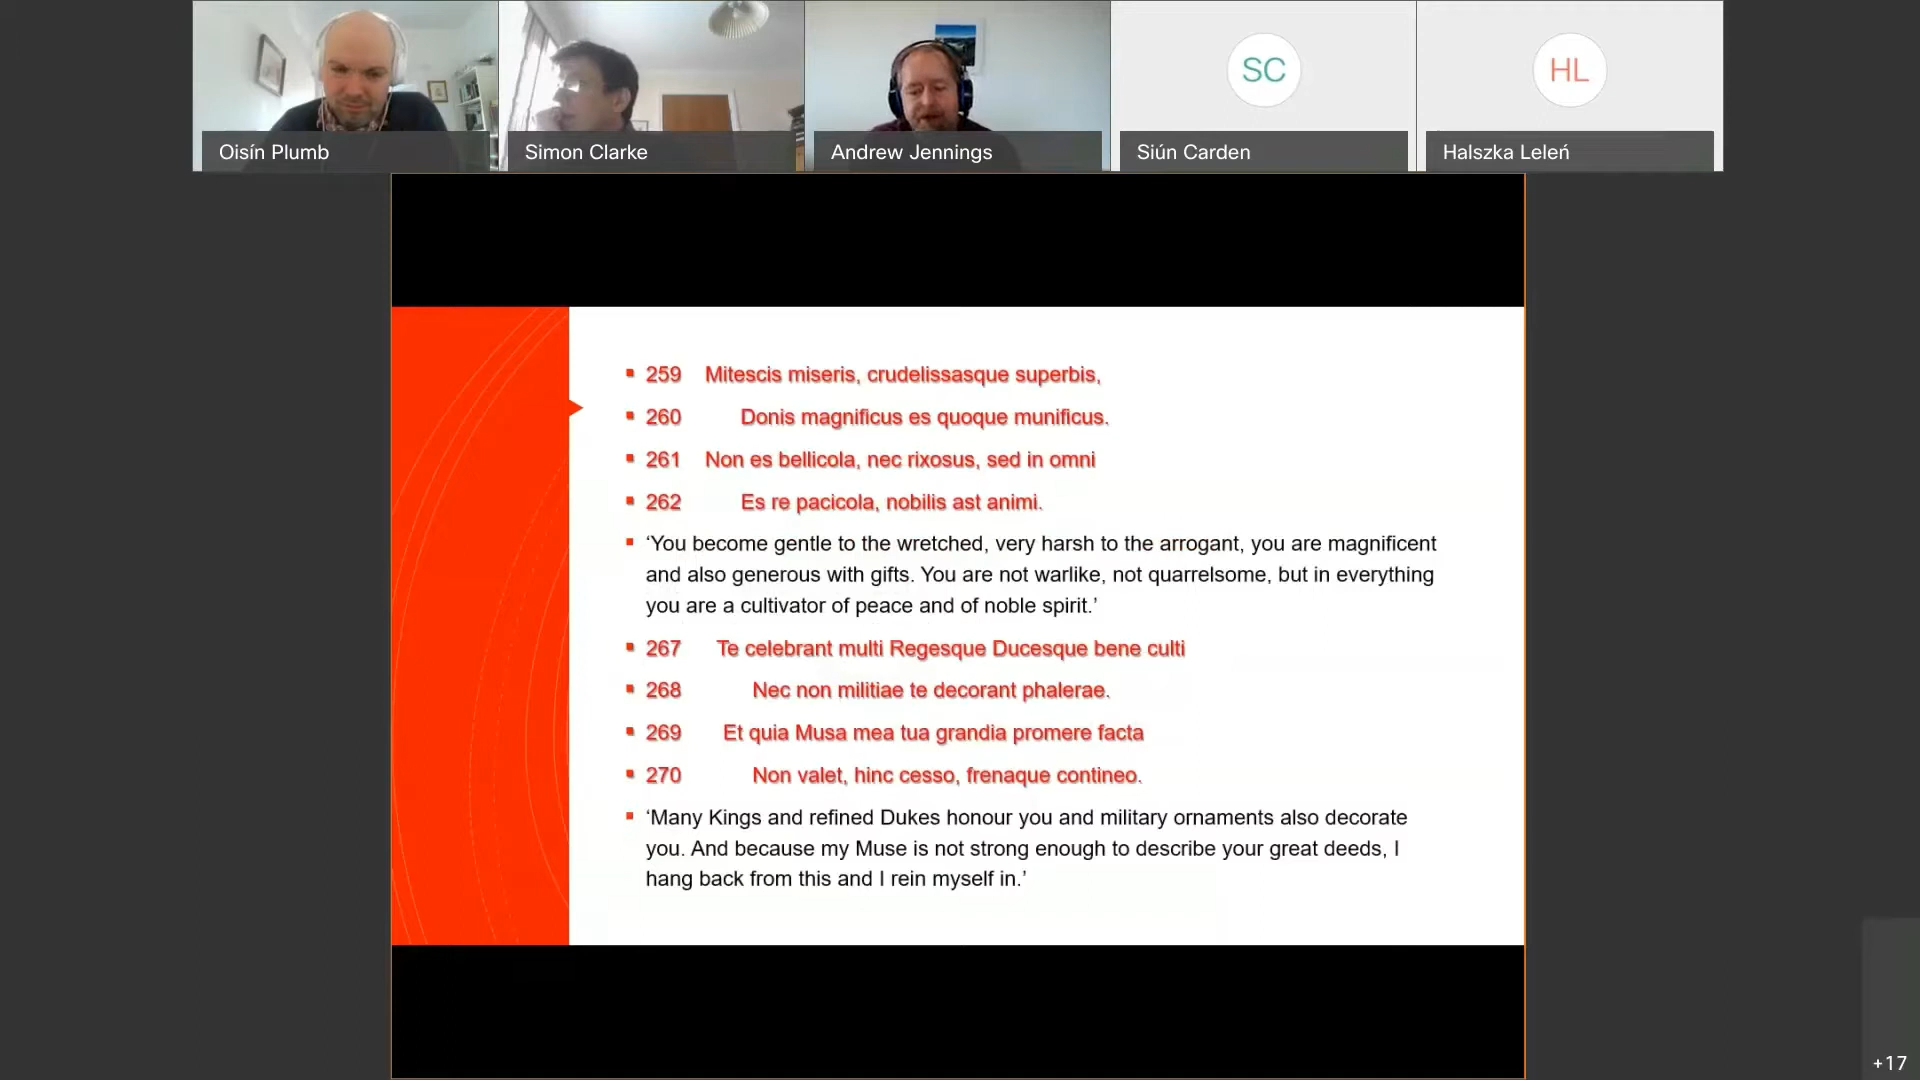 Oisín Plumb
Simon Clarke
Andrew Jennings
SC
Siún Carden
HL
Halszka Leleń
259 Mitescis miseris, crudelissasque superbis,
260 Donis magnificus es quoque munificus.
261 Non es bellicola, nec rixosus, sed in omni
262 Es re pacicola, nobilis ast animi.
‘You become gentle to the wretched, very harsh to the arrogant, you are magnificent
and also generous with gifts. You are not warlike, not quarrelsome, but in everything
you are a cultivator of peace and of noble spirit.’
267 Te celebrant multi Regesque Ducesque bene culti
268 Nec non militiae te decorant phalerae.
269 Et quia Musa mea tua grandia promere facta
270 Non valet, hinc cesso, frenaque contineo.
‘Many Kings and refined Dukes honour you and military ornaments also decorate
you. And because my Muse is not strong enough to describe your great deeds, I
hang back from this and I rein myself in.’
+17